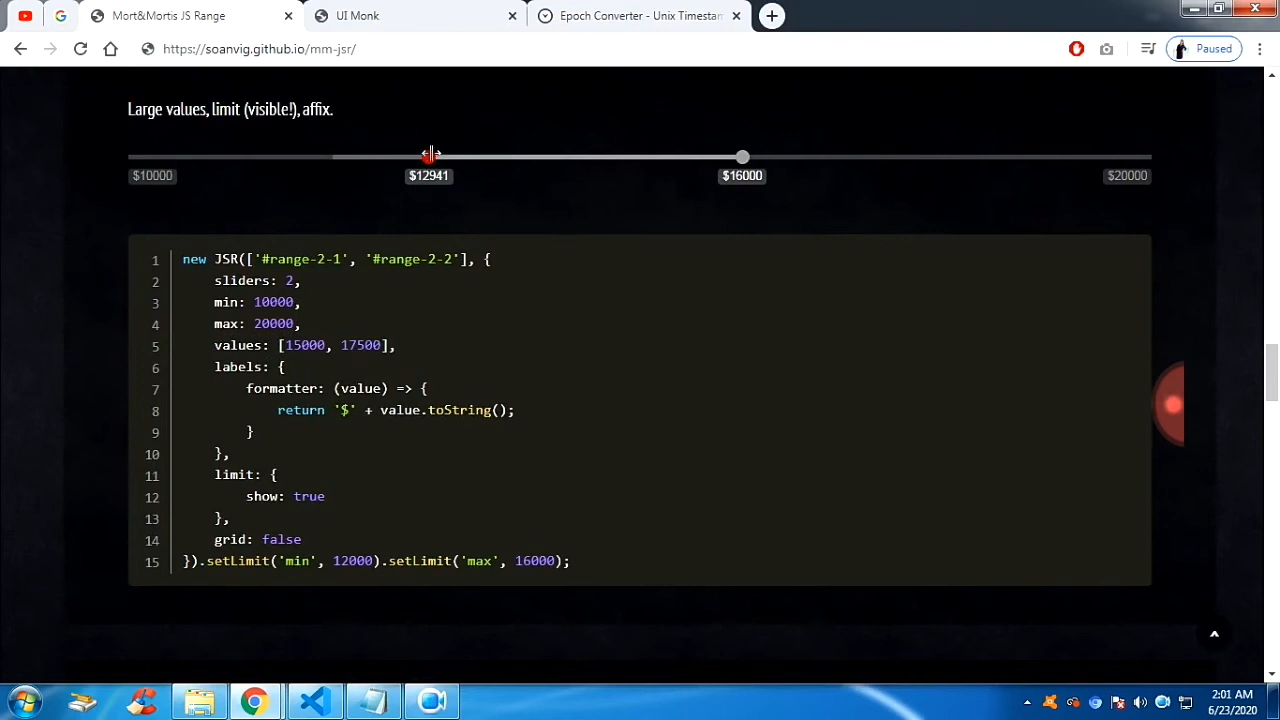 Mort&Mortis JS Range
UI Monk
Epoch Converter - Unix Timestam
https://soanvig.github.io/mm-jsr/
Paused
Large values, limit (visible!), affix.
$10000
$12941
$16000
$20000
1 new JSR(['#range-2-1', '#range-2-2'], {
2 sliders: 2,
3 min: 10000,
4 max: 20000,
5 values: [15000, 17500],
6 labels: {
7 formatter: (value) => {
8 return '$' + value.toString();
9 }
10 },
11 limit: {
12 show: true
13 },
14 grid: false
15 }).setLimit('min', 12000).setLimit('max', 16000);
2:01 AM
6/23/2020